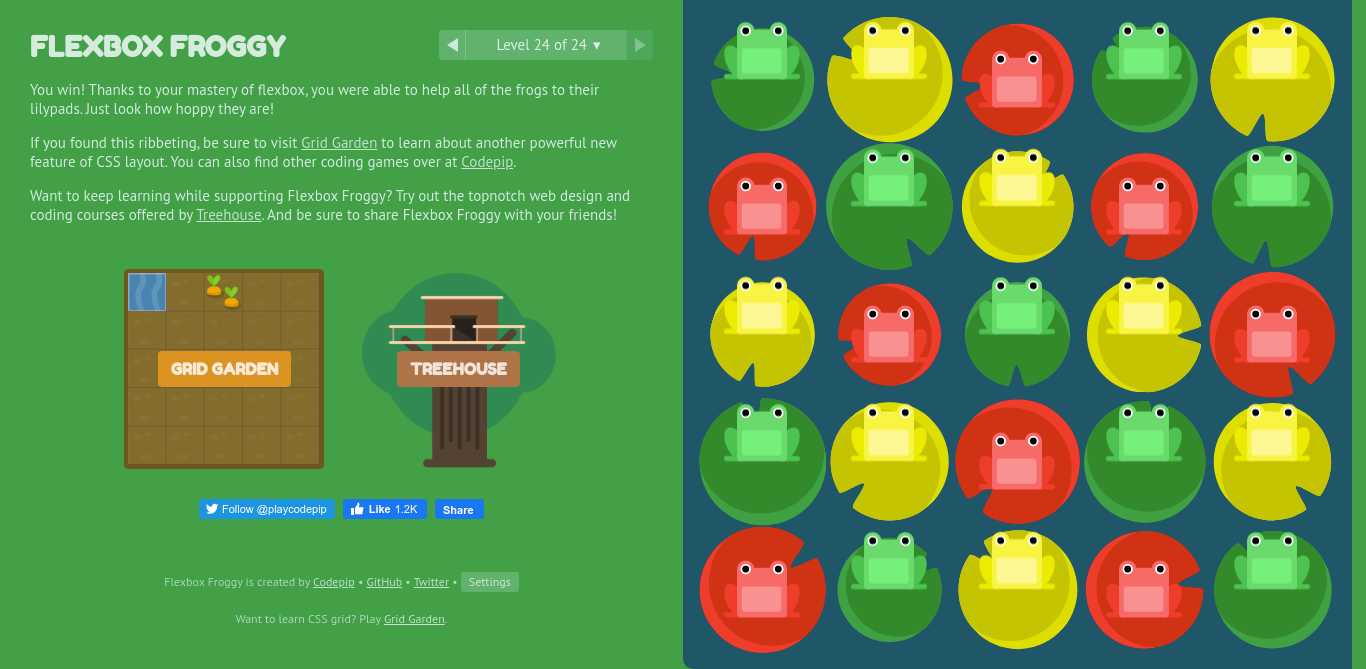 FLEXBOX FROGGY
Level 24 of 24 ▼
You win! Thanks to your mastery of flexbox, you were able to help all of the frogs to their
lilypads. Just look how hoppy they are!
If you found this ribbeting, be sure to visit Grid Garden to learn about another powerful new
feature of CSS layout. You can also find other coding games over at Codepip.
Want to keep learning while supporting Flexbox Froggy? Try out the topnotch web design and
coding courses offered by Treehouse. And be sure to share Flexbox Froggy with your friends!
GRID GARDEN
TREEHOUSE
Follow @playcodepip
Like 1.2K
Share
Flexbox Froggy is created by Codepip • GitHub • Twitter • Settings
Want to learn CSS grid? Play Grid Garden.